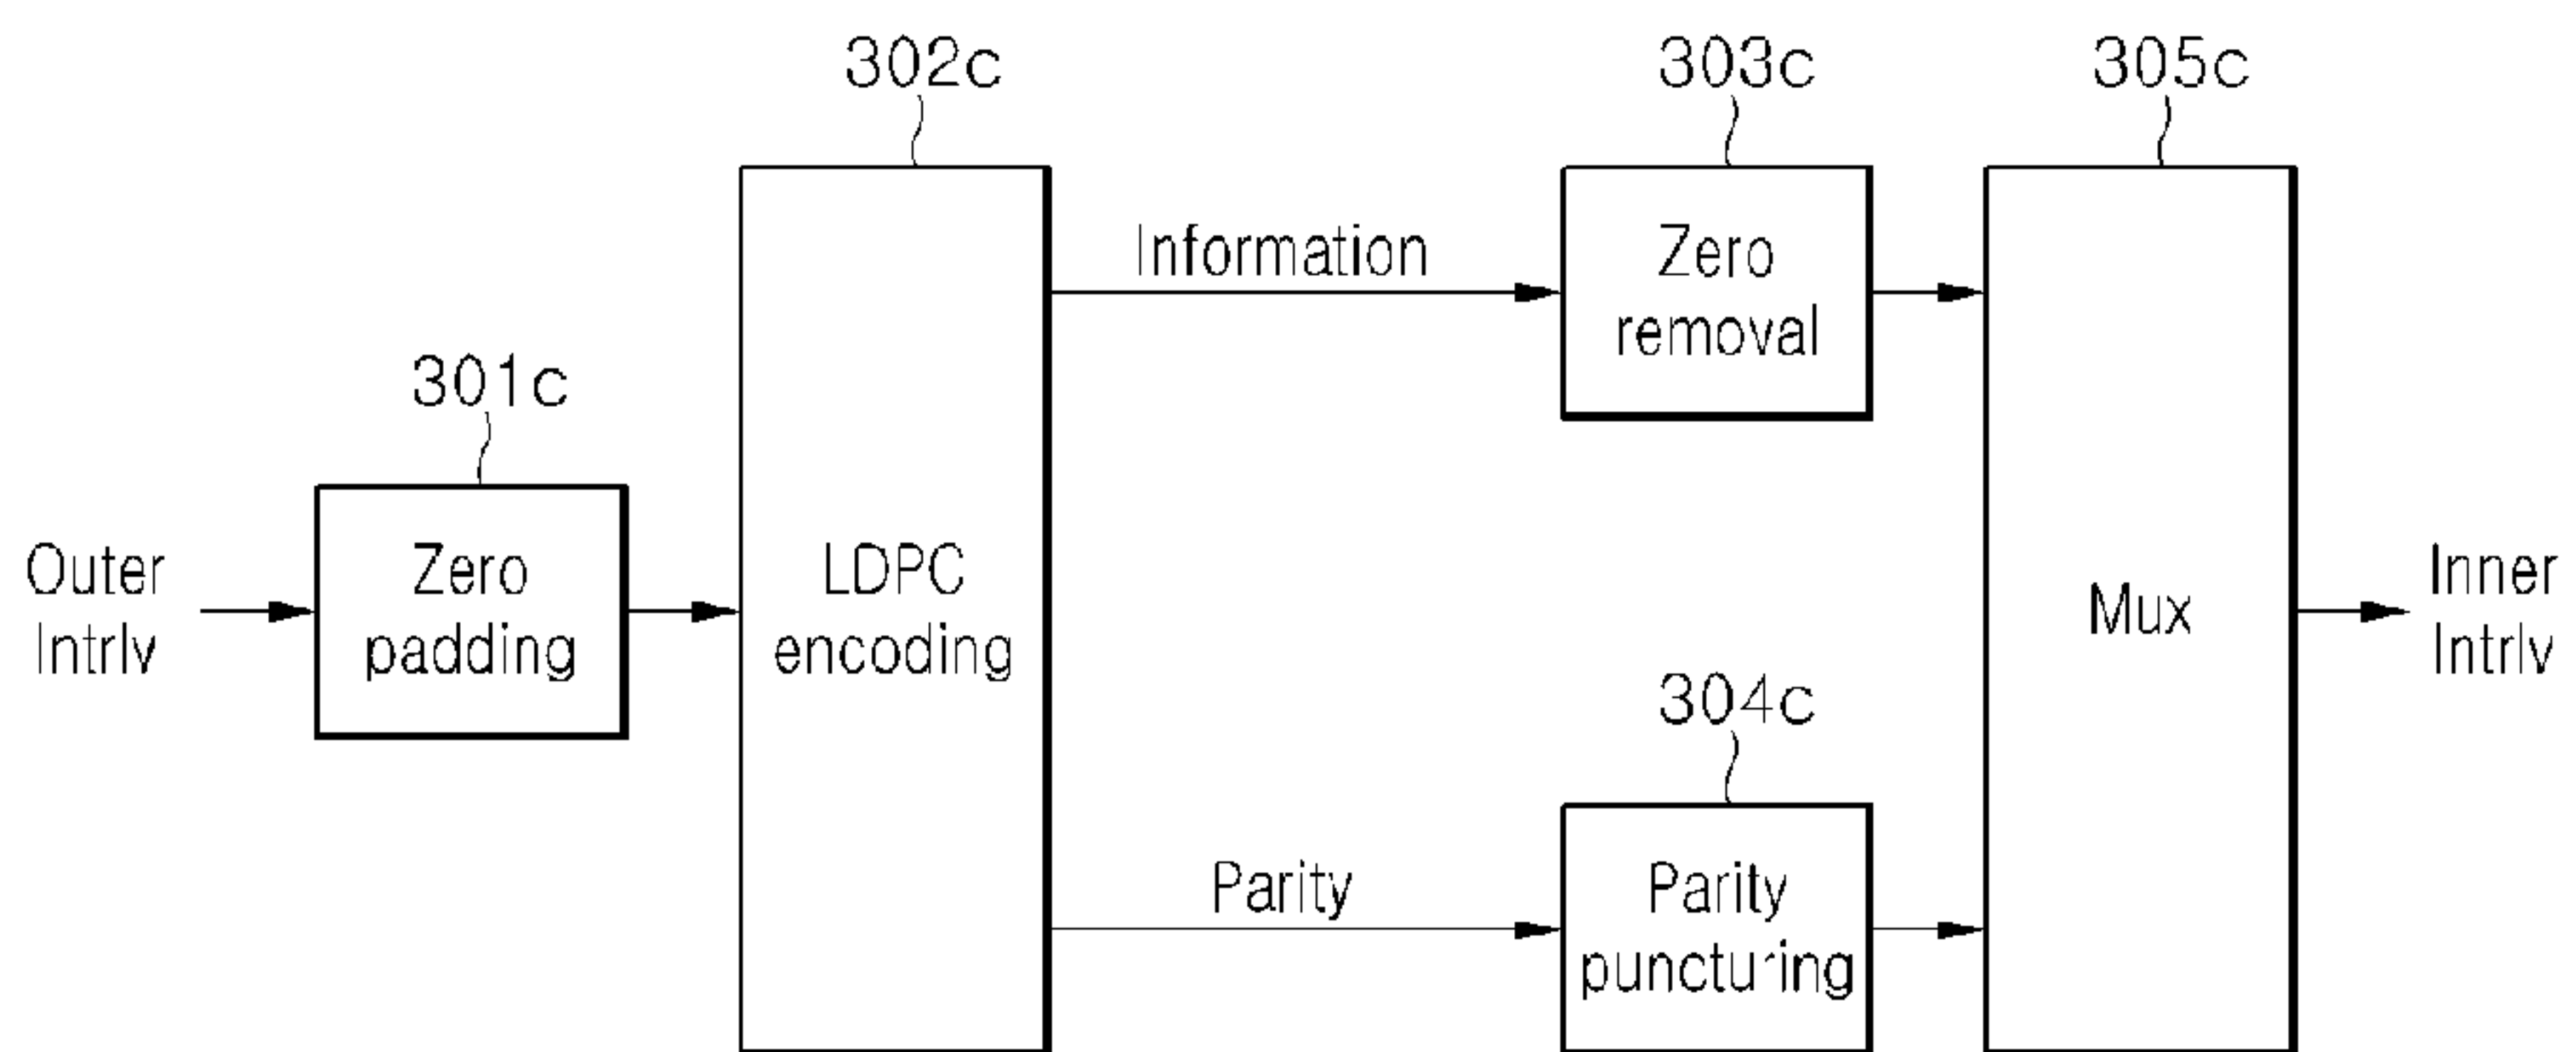 302c
303c
305c
Information
Zero
removal
301c
Outer
Intrlv
Zero
padding
LDPC
encoding
Mux
Inner
Intrlv
304c
Parity
Parity
puncturing